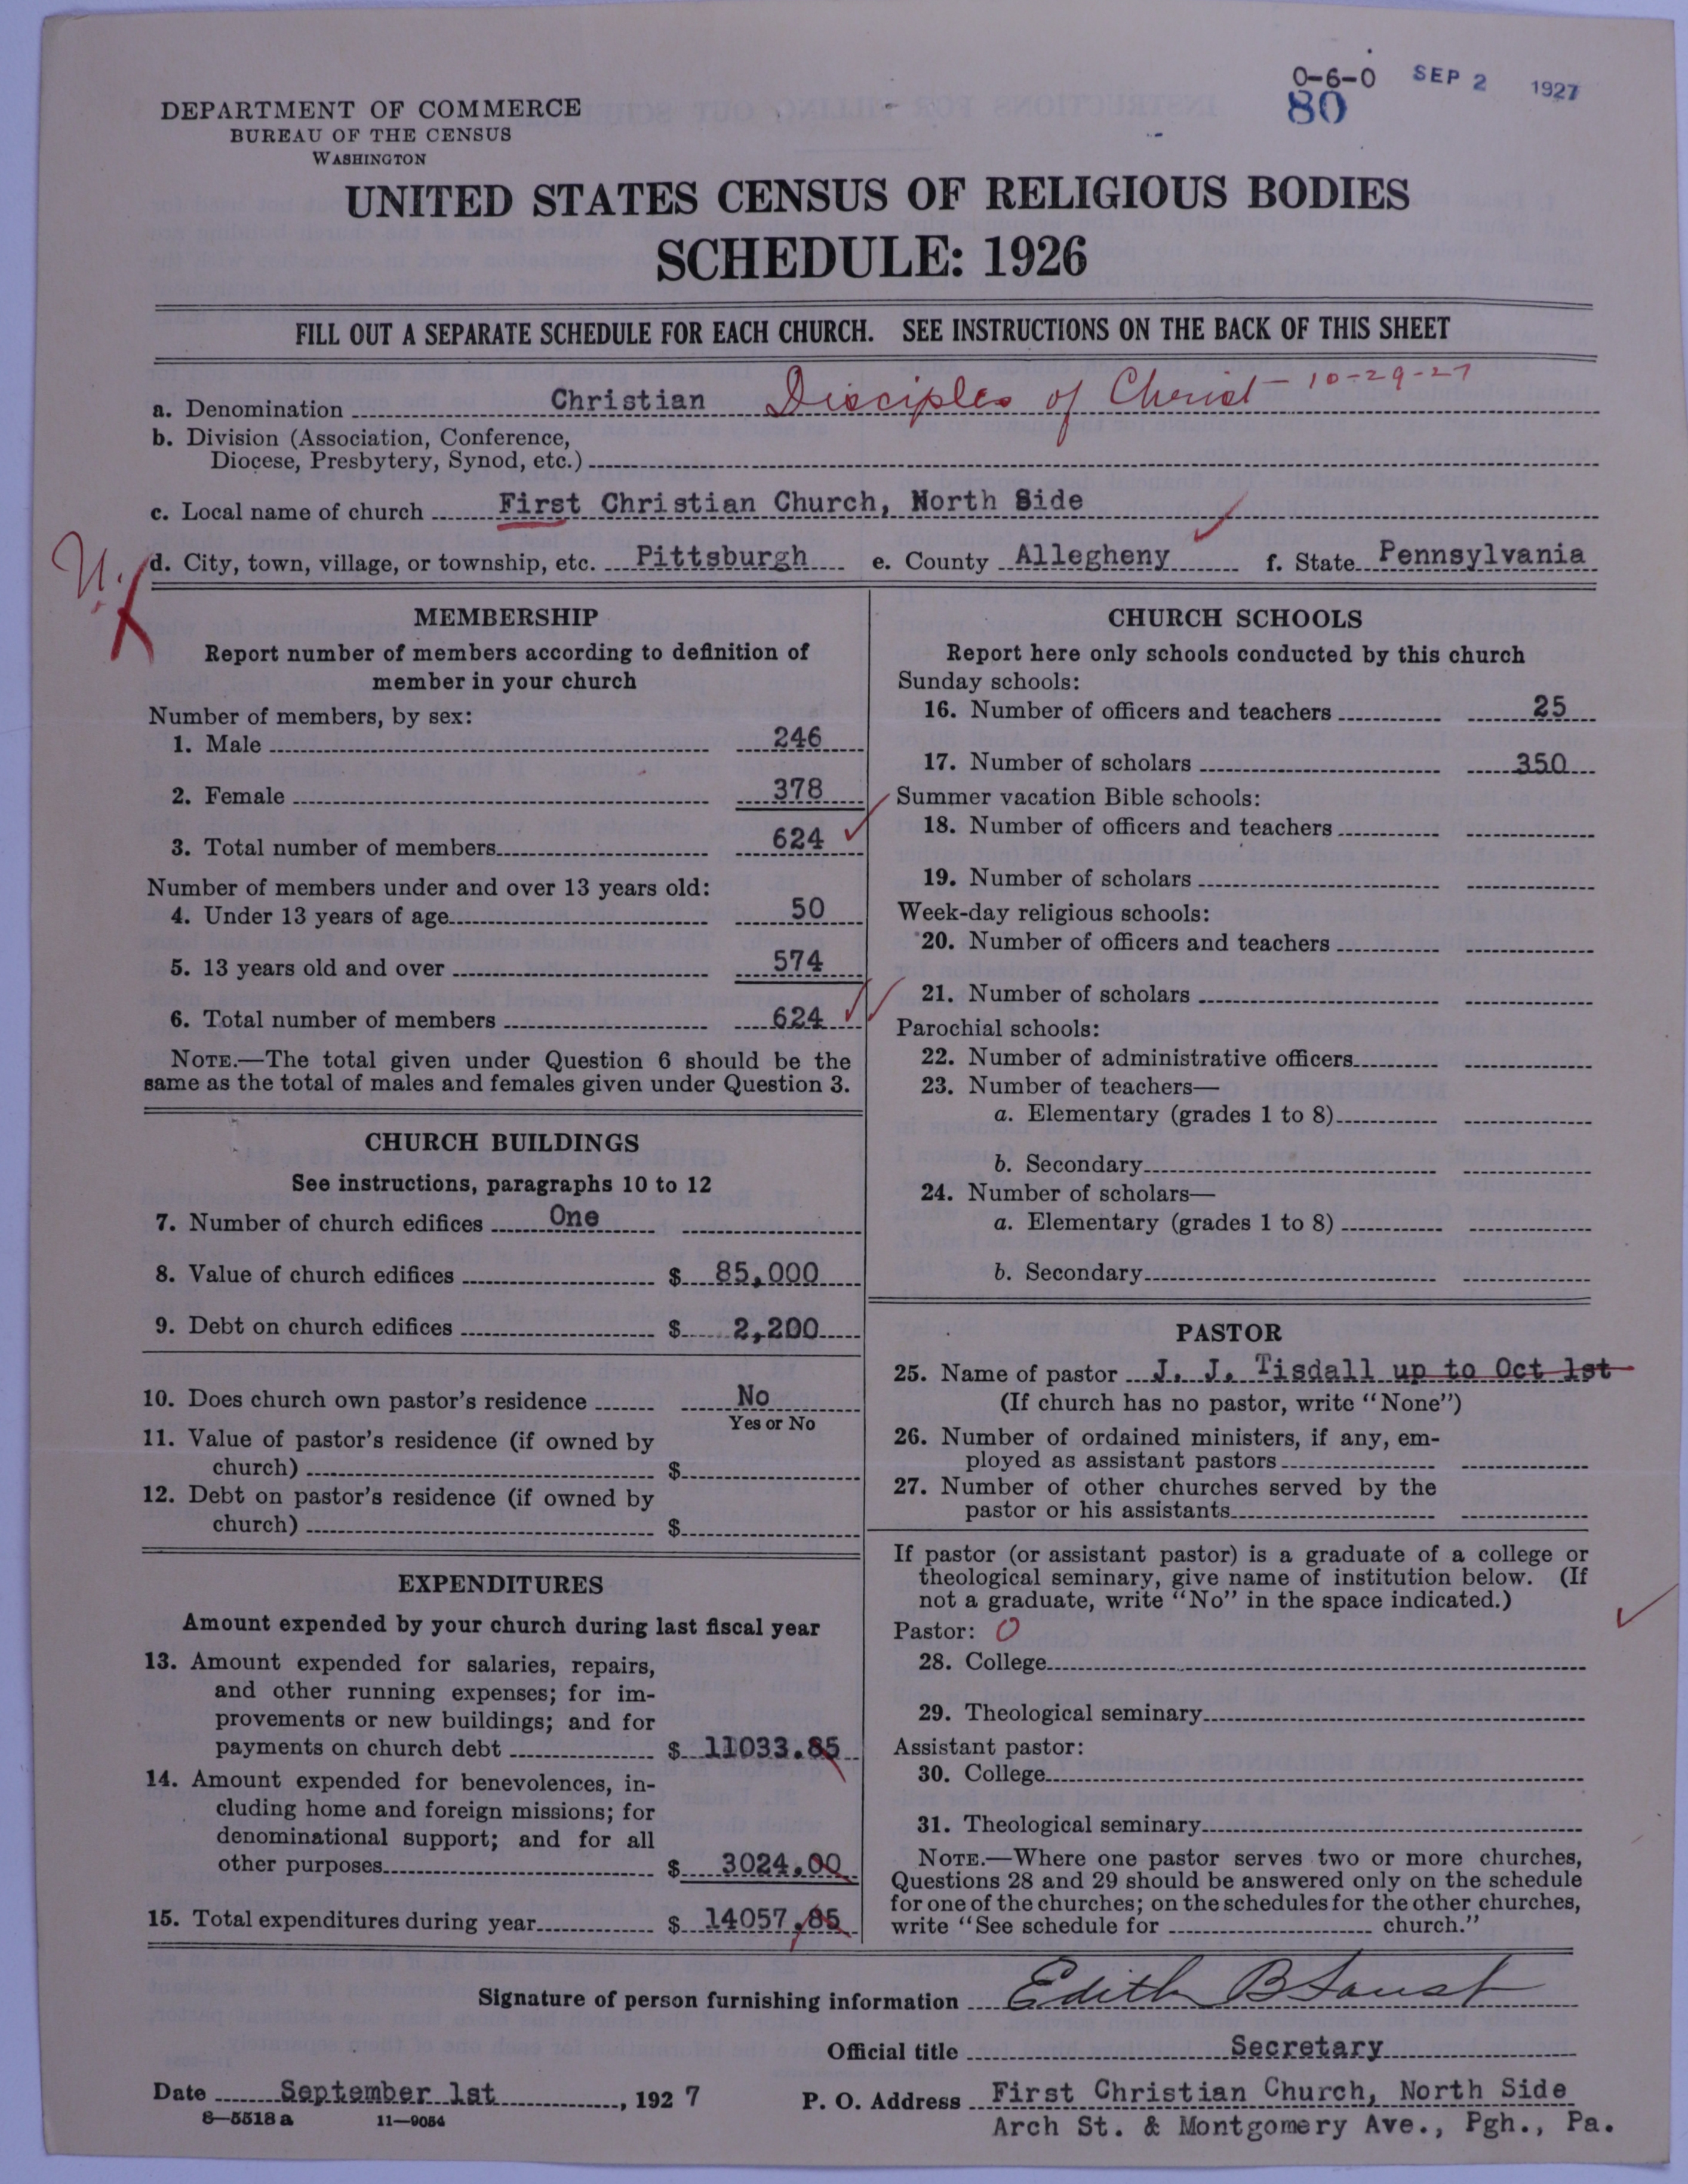 0-6-0 SEP 2 1927
80
DEPARTMENT OF COMMERCE
BUREAU OF THE CENSUS
WASHINGTON
UNITED STATES CENSUS OF RELIGIOUS BODIES
SCHEDULE: 1926
FILL OUT A SEPARATE SCHEDULE FOR EACH CHURCH. SEE INSTRUCTIONS ON THE BACK OF THIS SHEET
a. Denomination Christian Disciples of Christ - 10-29-27
b. Division (Association, Conference,
Diocese, Presbytery, Synod, etc.)
c. Local name of church First Christian Church, North Side
U.
d. City, town, village, or township, etc. Pittsburgh e. County Allegheny f. State Pennsylvania
MEMBERSHIP
Report number of members according to definition of
member in your church
Number of members, by sex:
1. Male 246
2. Female 378
3. Total number of members 624
Number of members under and over 13 years old:
4. Under 13 years of age 50
5. 13 years old and over 574
6. Total number of members 624
NOTE.—The total given under Question 6 should be the
same as the total of males and females given under Question 3.
CHURCH BUILDINGS
See instructions, paragraphs 10 to 12
7. Number of church edifices One
8. Value of church edifices $ 85,000
9. Debt on church edifices $ 2,200
10. Does church own pastor's residence No
Yes or No
11. Value of pastor's residence (if owned by
church) $
12. Debt on pastor's residence (if owned by
church) $
EXPENDITURES
Amount expended by your church during last fiscal year
13. Amount expended for salaries, repairs,
and other running expenses; for im-
provements or new buildings; and for
payments on church debt $ 11033.85
14. Amount expended for benevolences, in-
cluding home and foreign missions; for
denominational support; and for all
other purposes $ 3024.00
15. Total expenditures during year $ 14057.85
CHURCH SCHOOLS
Report here only schools conducted by this church
Sunday schools:
16. Number of officers and teachers 25
17. Number of scholars 350
Summer vacation Bible schools:
18. Number of officers and teachers
19. Number of scholars
Week-day religious schools:
20. Number of officers and teachers
21. Number of scholars
Parochial schools:
22. Number of administrative officers
23. Number of teachers—
a. Elementary (grades 1 to 8)
b. Secondary
24. Number of scholars—
a. Elementary (grades 1 to 8)
b. Secondary
PASTOR
25. Name of pastor J. J. Tisdall up to Oct 1st
(If church has no pastor, write "None")
26. Number of ordained ministers, if any, em-
ployed as assistant pastors
27. Number of other churches served by the
pastor or his assistants
If pastor (or assistant pastor) is a graduate of a college or
theological seminary, give name of institution below. (If
not a graduate, write "No" in the space indicated.)
Pastor: O
28. College
29. Theological seminary
Assistant pastor:
30. College
31. Theological seminary
NOTE.—Where one pastor serves two or more churches,
Questions 28 and 29 should be answered only on the schedule
for one of the churches; on the schedules for the other churches,
write "See schedule for church."
Signature of person furnishing information Edith B Faust
Official title Secretary
Date September 1st, 1927 P. O. Address First Christian Church, North Side
8—5518 a 11—9054
Arch St. & Montgomery Ave., Pgh., Pa.